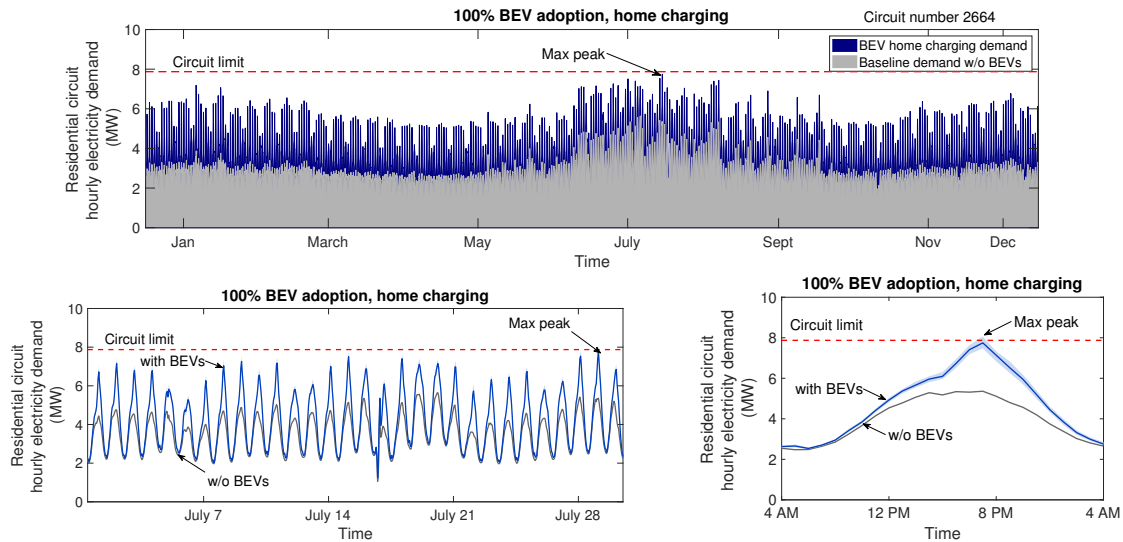 100% BEV adoption, home charging
Circuit number 2664
Residential circuit
hourly electricity demand
(MW)
10
8
6
4
2
0
Circuit limit
Max peak
BEV home charging demand
Baseline demand w/o BEVs
Jan
March
May
July
Sept
Nov
Dec
Time
100% BEV adoption, home charging
Residential circuit
hourly electricity demand
(MW)
10
8
6
4
2
0
Circuit limit
Max peak
with BEVs
w/o BEVs
July 7
July 14
July 21
July 28
Time
100% BEV adoption, home charging
Residential circuit
hourly electricity demand
(MW)
10
8
6
4
2
0
Circuit limit
Max peak
with BEVs
w/o BEVs
4 AM
12 PM
8 PM
4 AM
Time